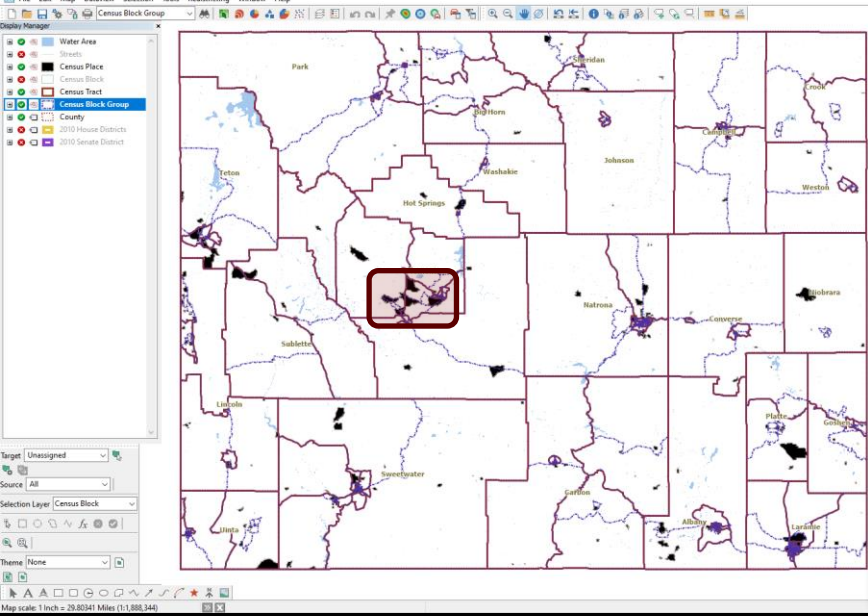 Census Block Group
Display Manager
Water Area
Streets
Census Place
Census Block
Census Tract
Census Block Group
County
2010 House Districts
2010 Senate District
Target Unassigned
Source All
Selection Layer Census Block
Theme None
Map scale: 1 Inch = 29.80341 Miles (1:1,888,344)
Park
Sheridan
Crook
Big Horn
Campbell
Johnson
Teton
Washakie
Weston
Hot Springs
Natrona
Niobrara
Converse
Sublette
Lincoln
Platte
Goshen
Sweetwater
Carbon
Uinta
Albany
Laramie